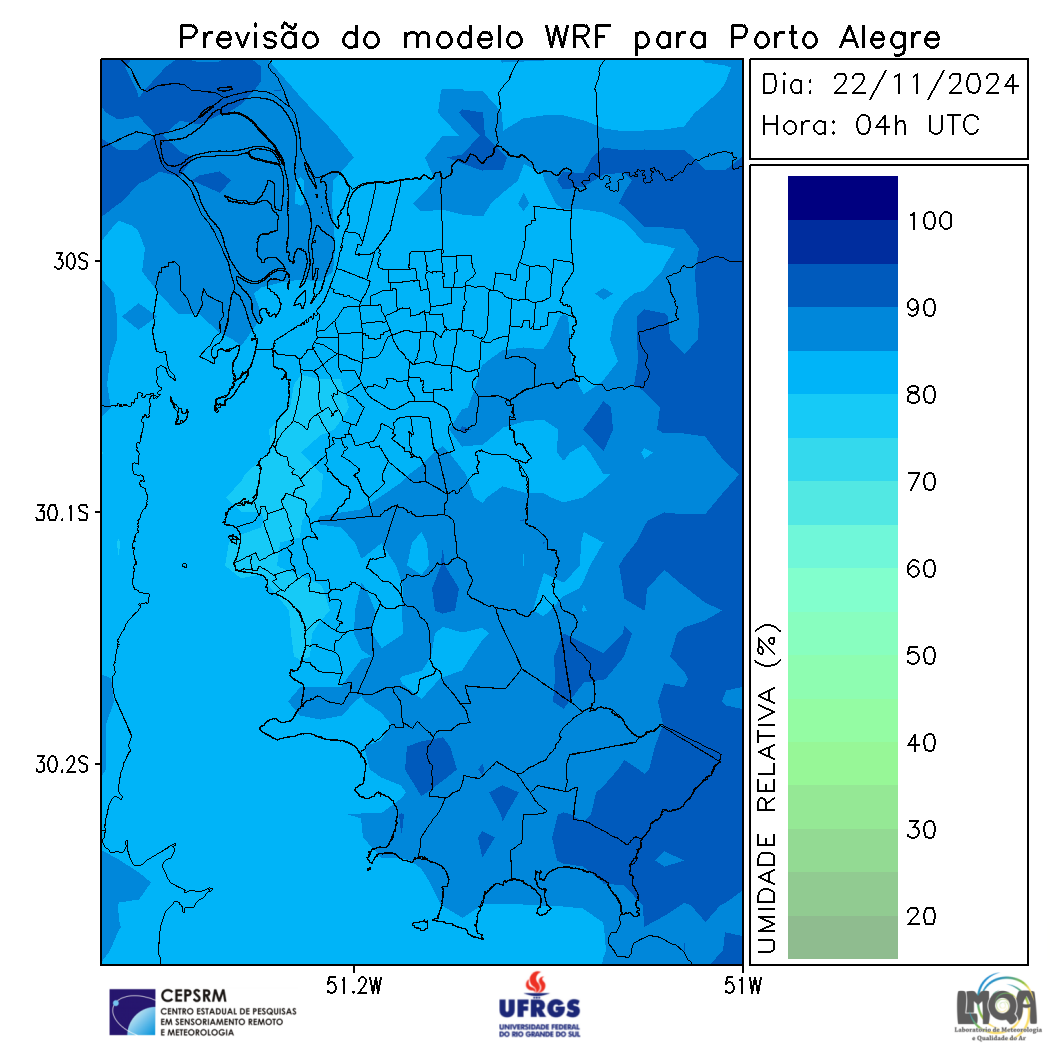 Previsão do modelo WRF para Porto Alegre
Dia: 22/11/2024
Hora: 04h UTC
30S
30.1S
30.2S
51.2W
51W
100
90
80
70
60
50
40
30
20
UMIDADE RELATIVA (%)
CEPSRM
CENTRO ESTADUAL DE PESQUISAS
EM SENSORIAMENTO REMOTO
E METEOROLOGIA
UFRGS
UNIVERSIDADE FEDERAL
DO RIO GRANDE DO SUL
LMQA
Laboratório de Meteorologia
e Qualidade do Ar